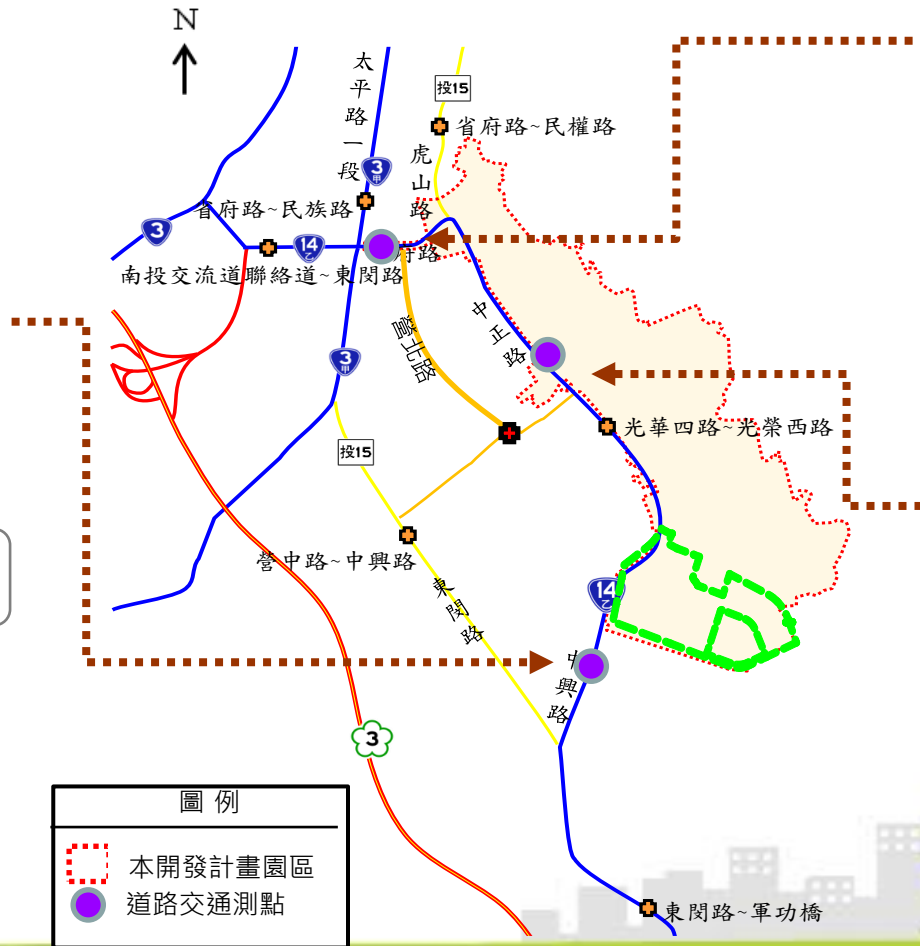 N
太平路一段
投15
省府路~民權路
虎山路
3甲
省府路~民族路
3
14乙
府路
南投交流道聯絡道~東閔路
中正路
營北路
3甲
光華四路~光榮西路
投15
營中路~中興路
東閔路
14乙
中興路
3
圖例
本開發計畫園區
道路交通測點
東閔路~軍功橋